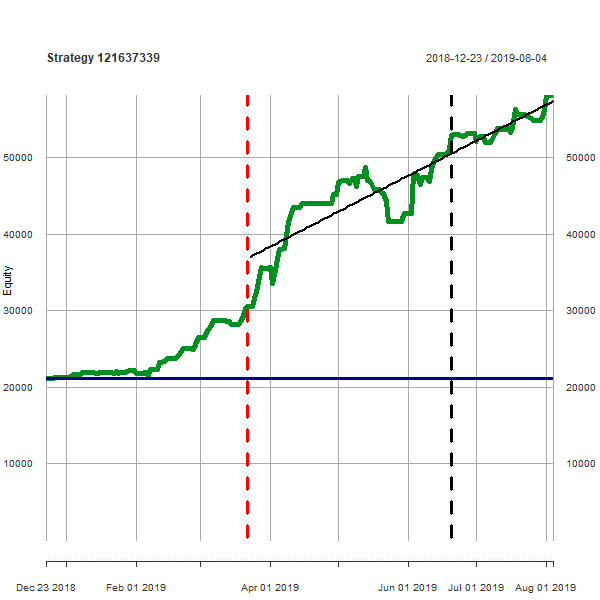 Strategy 121637339
2018-12-23 / 2019-08-04
Equity
50000
50000
40000
40000
30000
30000
20000
20000
10000
10000
Dec 23 2018
Feb 01 2019
Apr 01 2019
Jun 01 2019
Jul 01 2019
Aug 01 2019